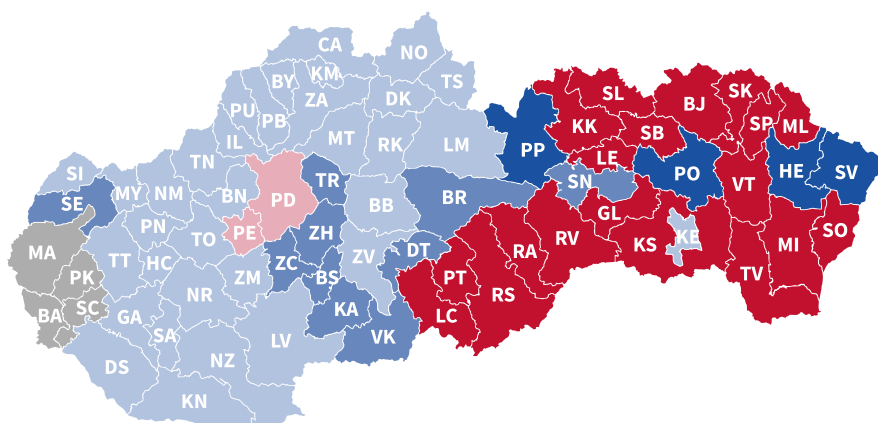 CA
NO
KM
BY
TS
ZA
DK
SL
SK
BJ
PU
PB
KK
SB
SP
ML
IL
MT
RK
LM
PP
LE
TN
PO
HE
SV
SI
TR
SN
VT
MY
NM
BN
PD
BR
SE
BB
GL
PN
PE
ZH
RV
KS
KE
SO
TO
DT
RA
MI
MA
TT
HC
ZC
ZV
PK
ZM
BS
PT
TV
NR
RS
SC
BA
GA
KA
LC
SA
VK
LV
NZ
DS
KN